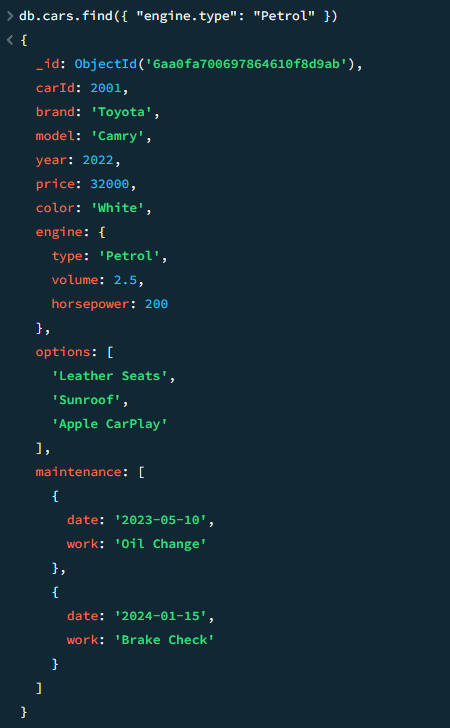 > db.cars.find({ "engine.type": "Petrol" })
< {
  _id: ObjectId('6aa0fa700697864610f8d9ab'),
  carId: 2001,
  brand: 'Toyota',
  model: 'Camry',
  year: 2022,
  price: 32000,
  color: 'White',
  engine: {
    type: 'Petrol',
    volume: 2.5,
    horsepower: 200
  },
  options: [
    'Leather Seats',
    'Sunroof',
    'Apple CarPlay'
  ],
  maintenance: [
    {
      date: '2023-05-10',
      work: 'Oil Change'
    },
    {
      date: '2024-01-15',
      work: 'Brake Check'
    }
  ]
}